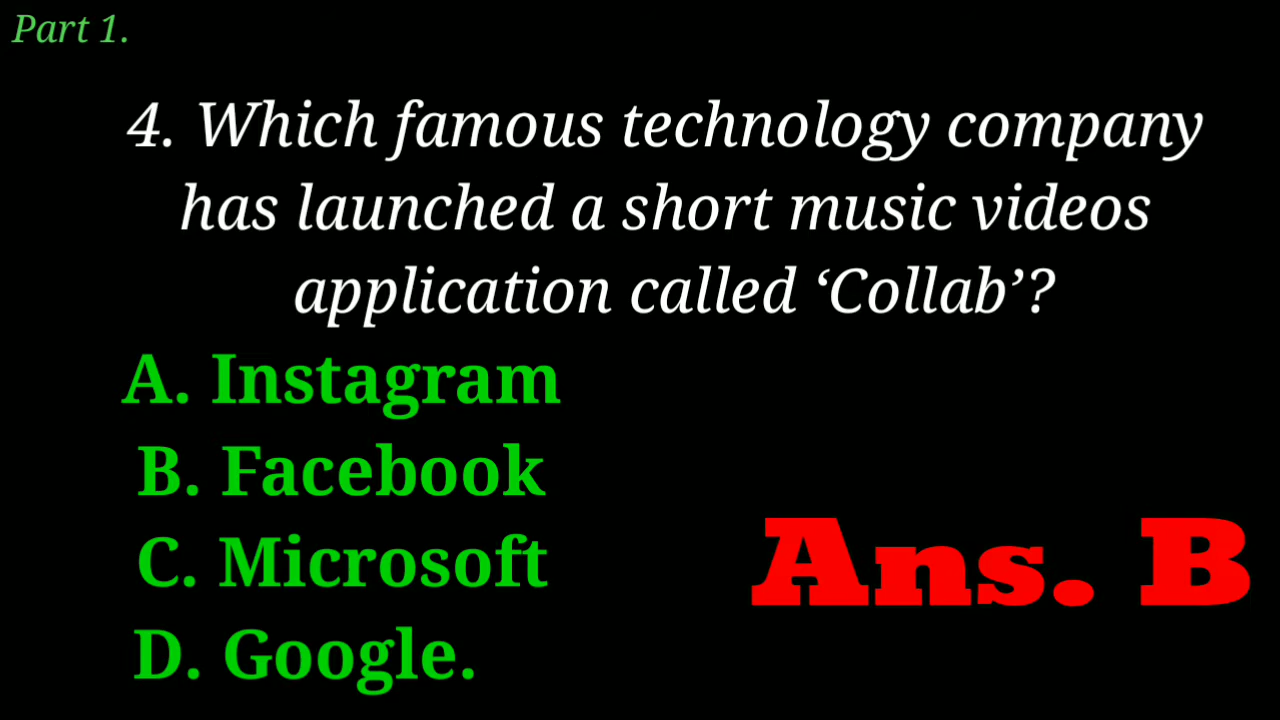 Part 1.
4. Which famous technology company
has launched a short music videos
application called ‘Collab’?
A. Instagram
B. Facebook
C. Microsoft
D. Google.
Ans. B